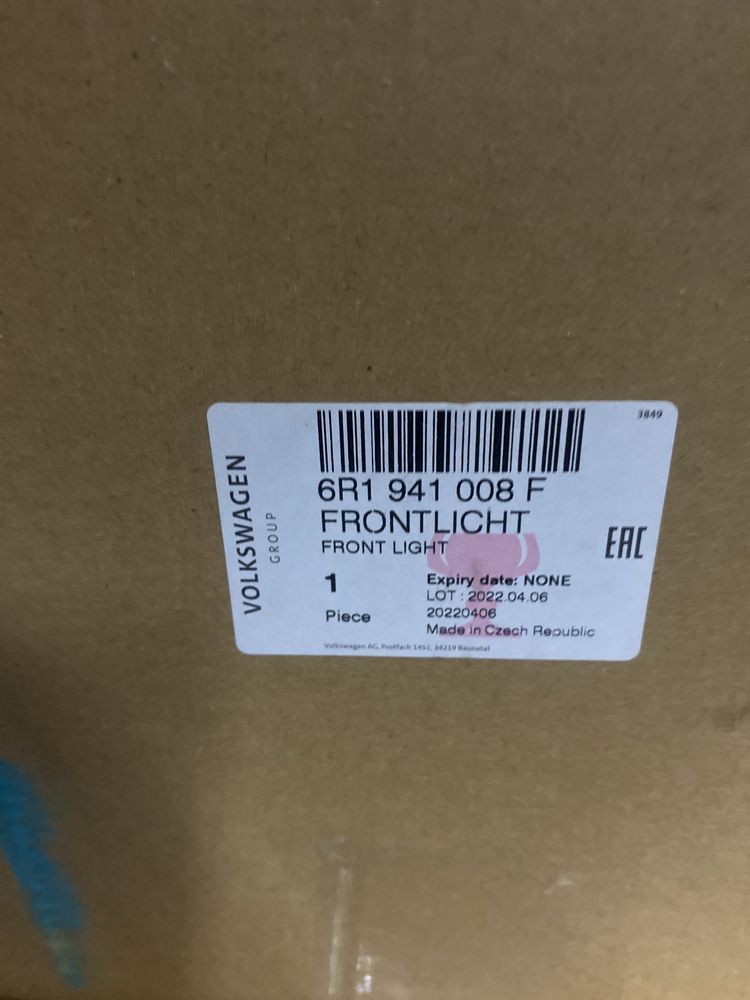 3849
6R1 941 008 F
FRONTLICHT
FRONT LIGHT
VOLKSWAGEN
GROUP
EAC
1
Piece
Expiry date: NONE
LOT : 2022.04.06
20220406
Made in Czech Republic
Volkswagen AG, Postfach 1451, 34219 Baunatal